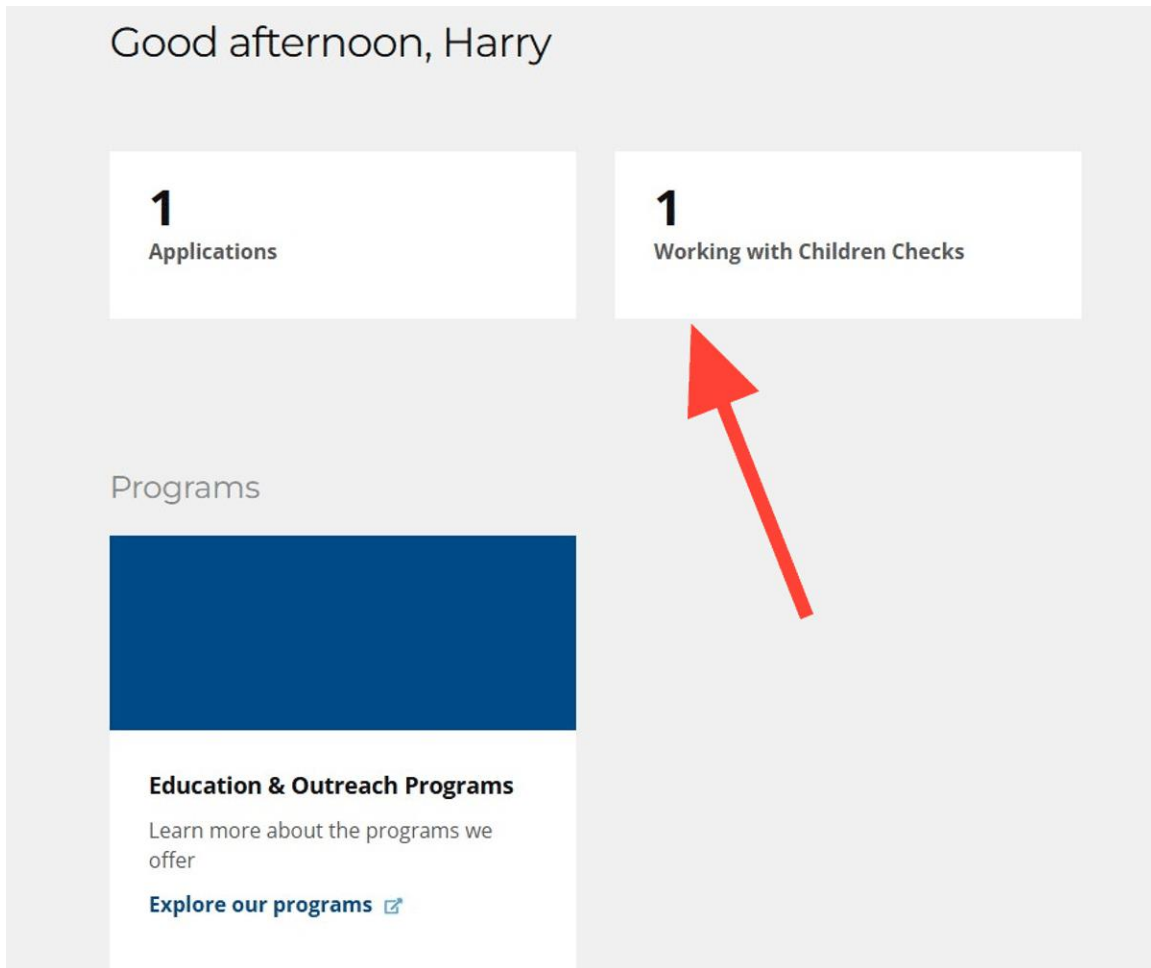 Good afternoon, Harry
1
Applications
1
Working with Children Checks
Programs
Education & Outreach Programs
Learn more about the programs we
offer
Explore our programs